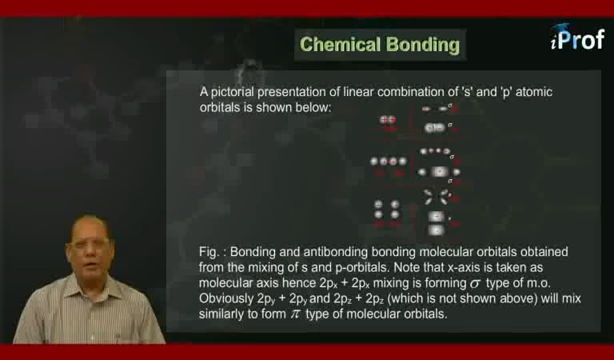 Chemical Bonding
iProf
A pictorial presentation of linear combination of 's' and 'p' atomic
orbitals is shown below:
σ
σ
σ
σ
Fig. : Bonding and antibonding bonding molecular orbitals obtained
from the mixing of s and p-orbitals. Note that x-axis is taken as
molecular axis hence 2pₓ + 2pₓ mixing is forming σ type of m.o.
Obviously 2py + 2py and 2pz + 2pz (which is not shown above) will mix
similarly to form π type of molecular orbitals.